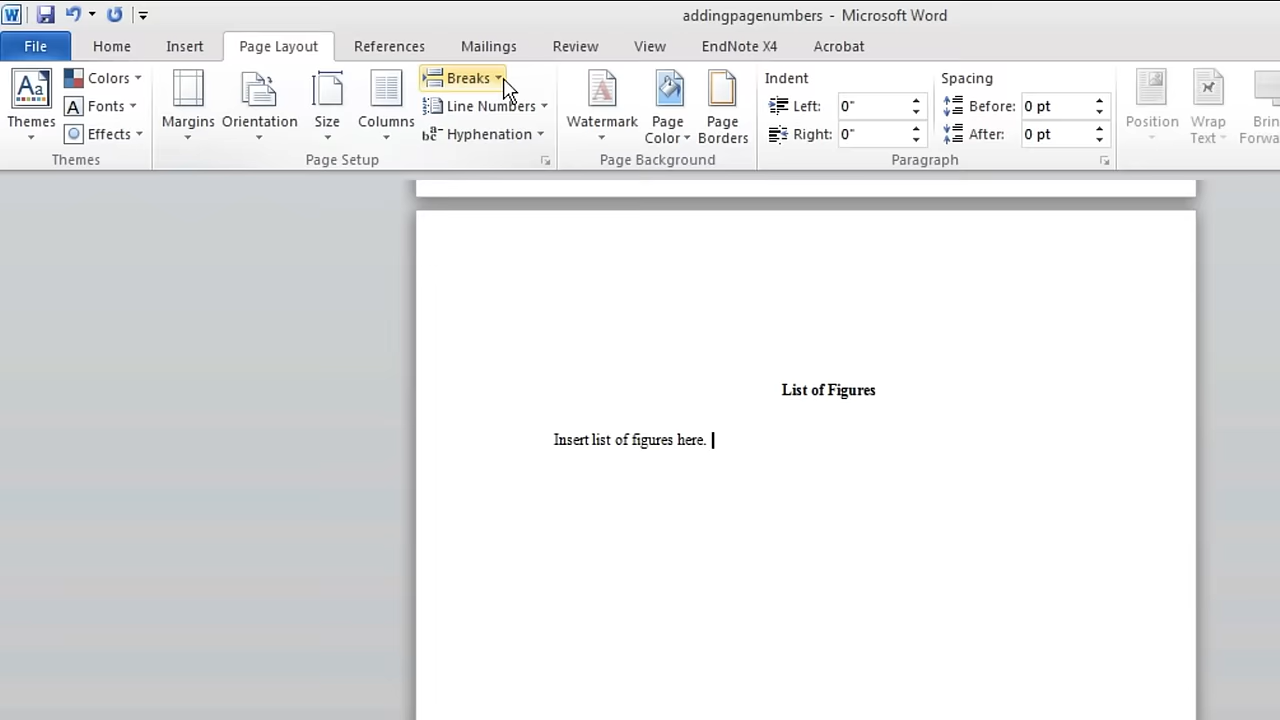 addingpagenumbers - Microsoft Word
File Home Insert Page Layout References Mailings Review View EndNote X4 Acrobat
Colors Breaks Indent Spacing
Fonts Line Numbers Left: 0" Before: 0 pt
Themes Margins Orientation Size Columns Watermark Page Color Page Borders Position Wrap Text
Effects Hyphenation Right: 0" After: 0 pt
Themes Page Setup Page Background Paragraph
List of Figures
Insert list of figures here.